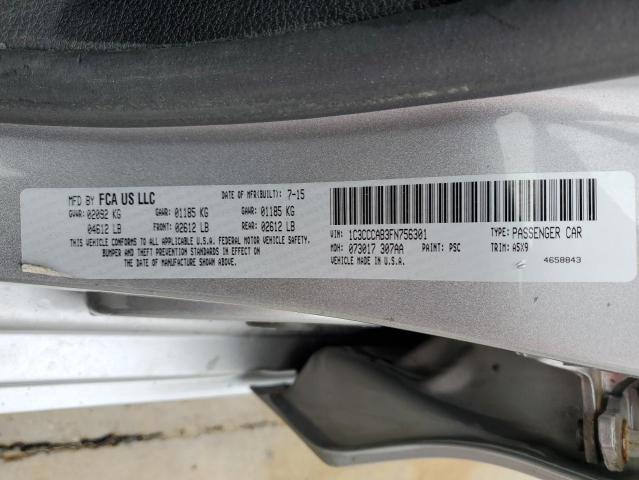 MFD BY FCA US LLC DATE OF MFR(BUILT): 7-15
GVWR: 02092 KG GAWR: 01185 KG GAWR: 01185 KG
04612 LB FRONT: 02612 LB REAR: 02612 LB
THIS VEHICLE CONFORMS TO ALL APPLICABLE U.S.A. FEDERAL MOTOR VEHICLE SAFETY,
BUMPER AND THEFT PREVENTION STANDARDS IN EFFECT ON
THE DATE OF MANUFACTURE SHOWN ABOVE.
VIN: 1C3CCCAB3FN756301 TYPE: PASSENGER CAR
MDH: 073017 307AA PAINT: PSC TRIM: A5X9
VEHICLE MADE IN U.S.A. 4658843